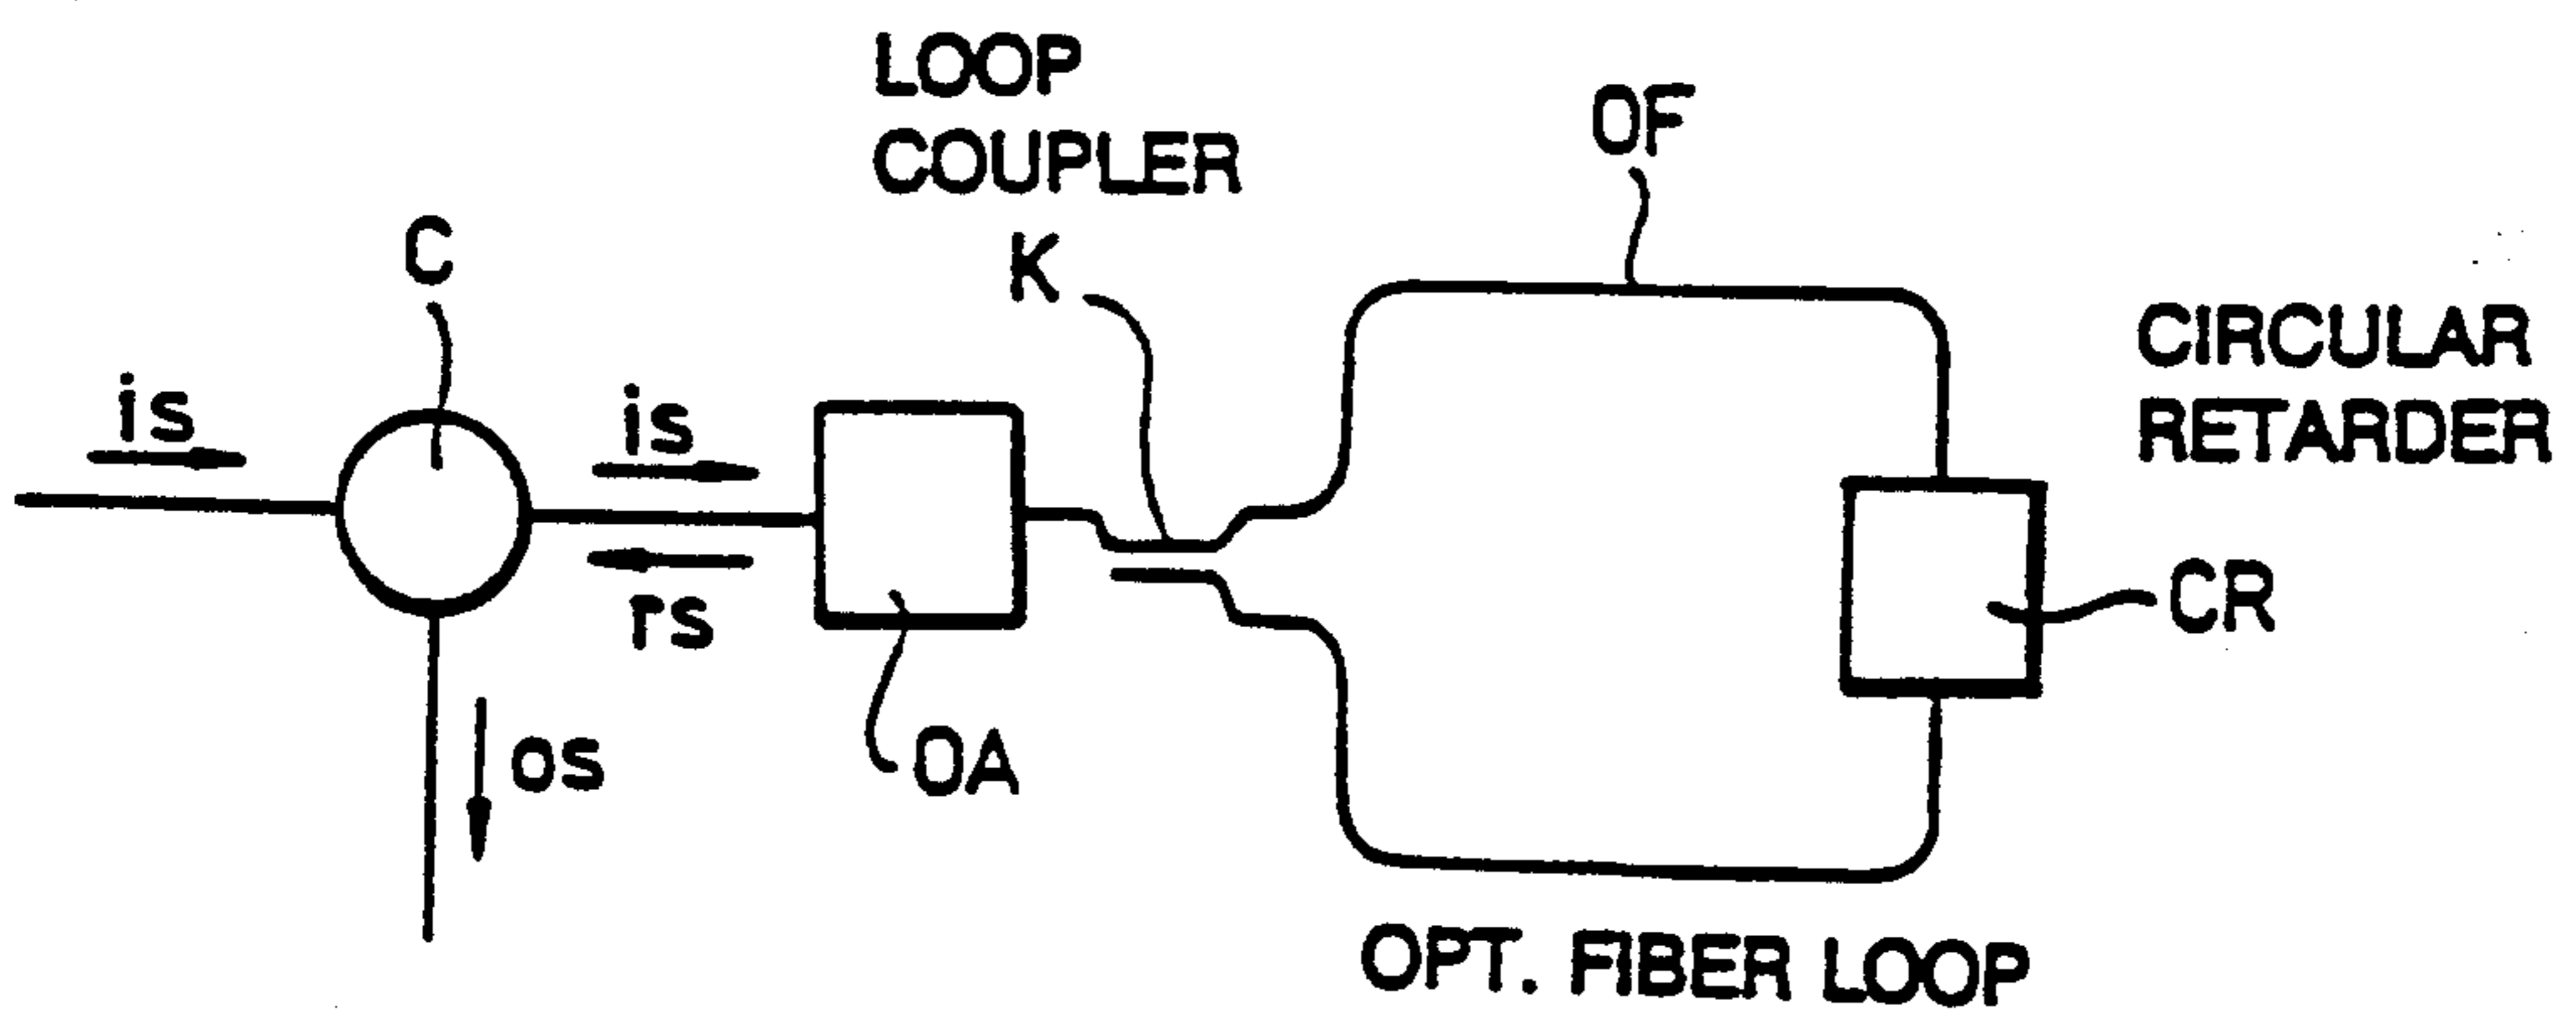 LOOP
COUPLER
K
OF
C
CIRCULAR
RETARDER
is
is
rs
CR
OA
os
OPT. FIBER LOOP